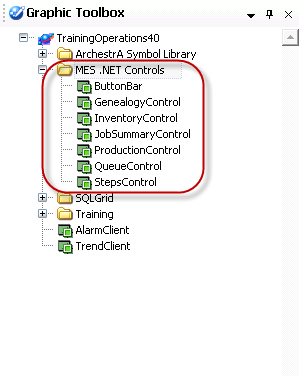 Graphic Toolbox
TrainingOperations40
ArchestrA Symbol Library
MES .NET Controls
ButtonBar
GenealogyControl
InventoryControl
JobSummaryControl
ProductionControl
QueueControl
StepsControl
SQLGrid
Training
AlarmClient
TrendClient